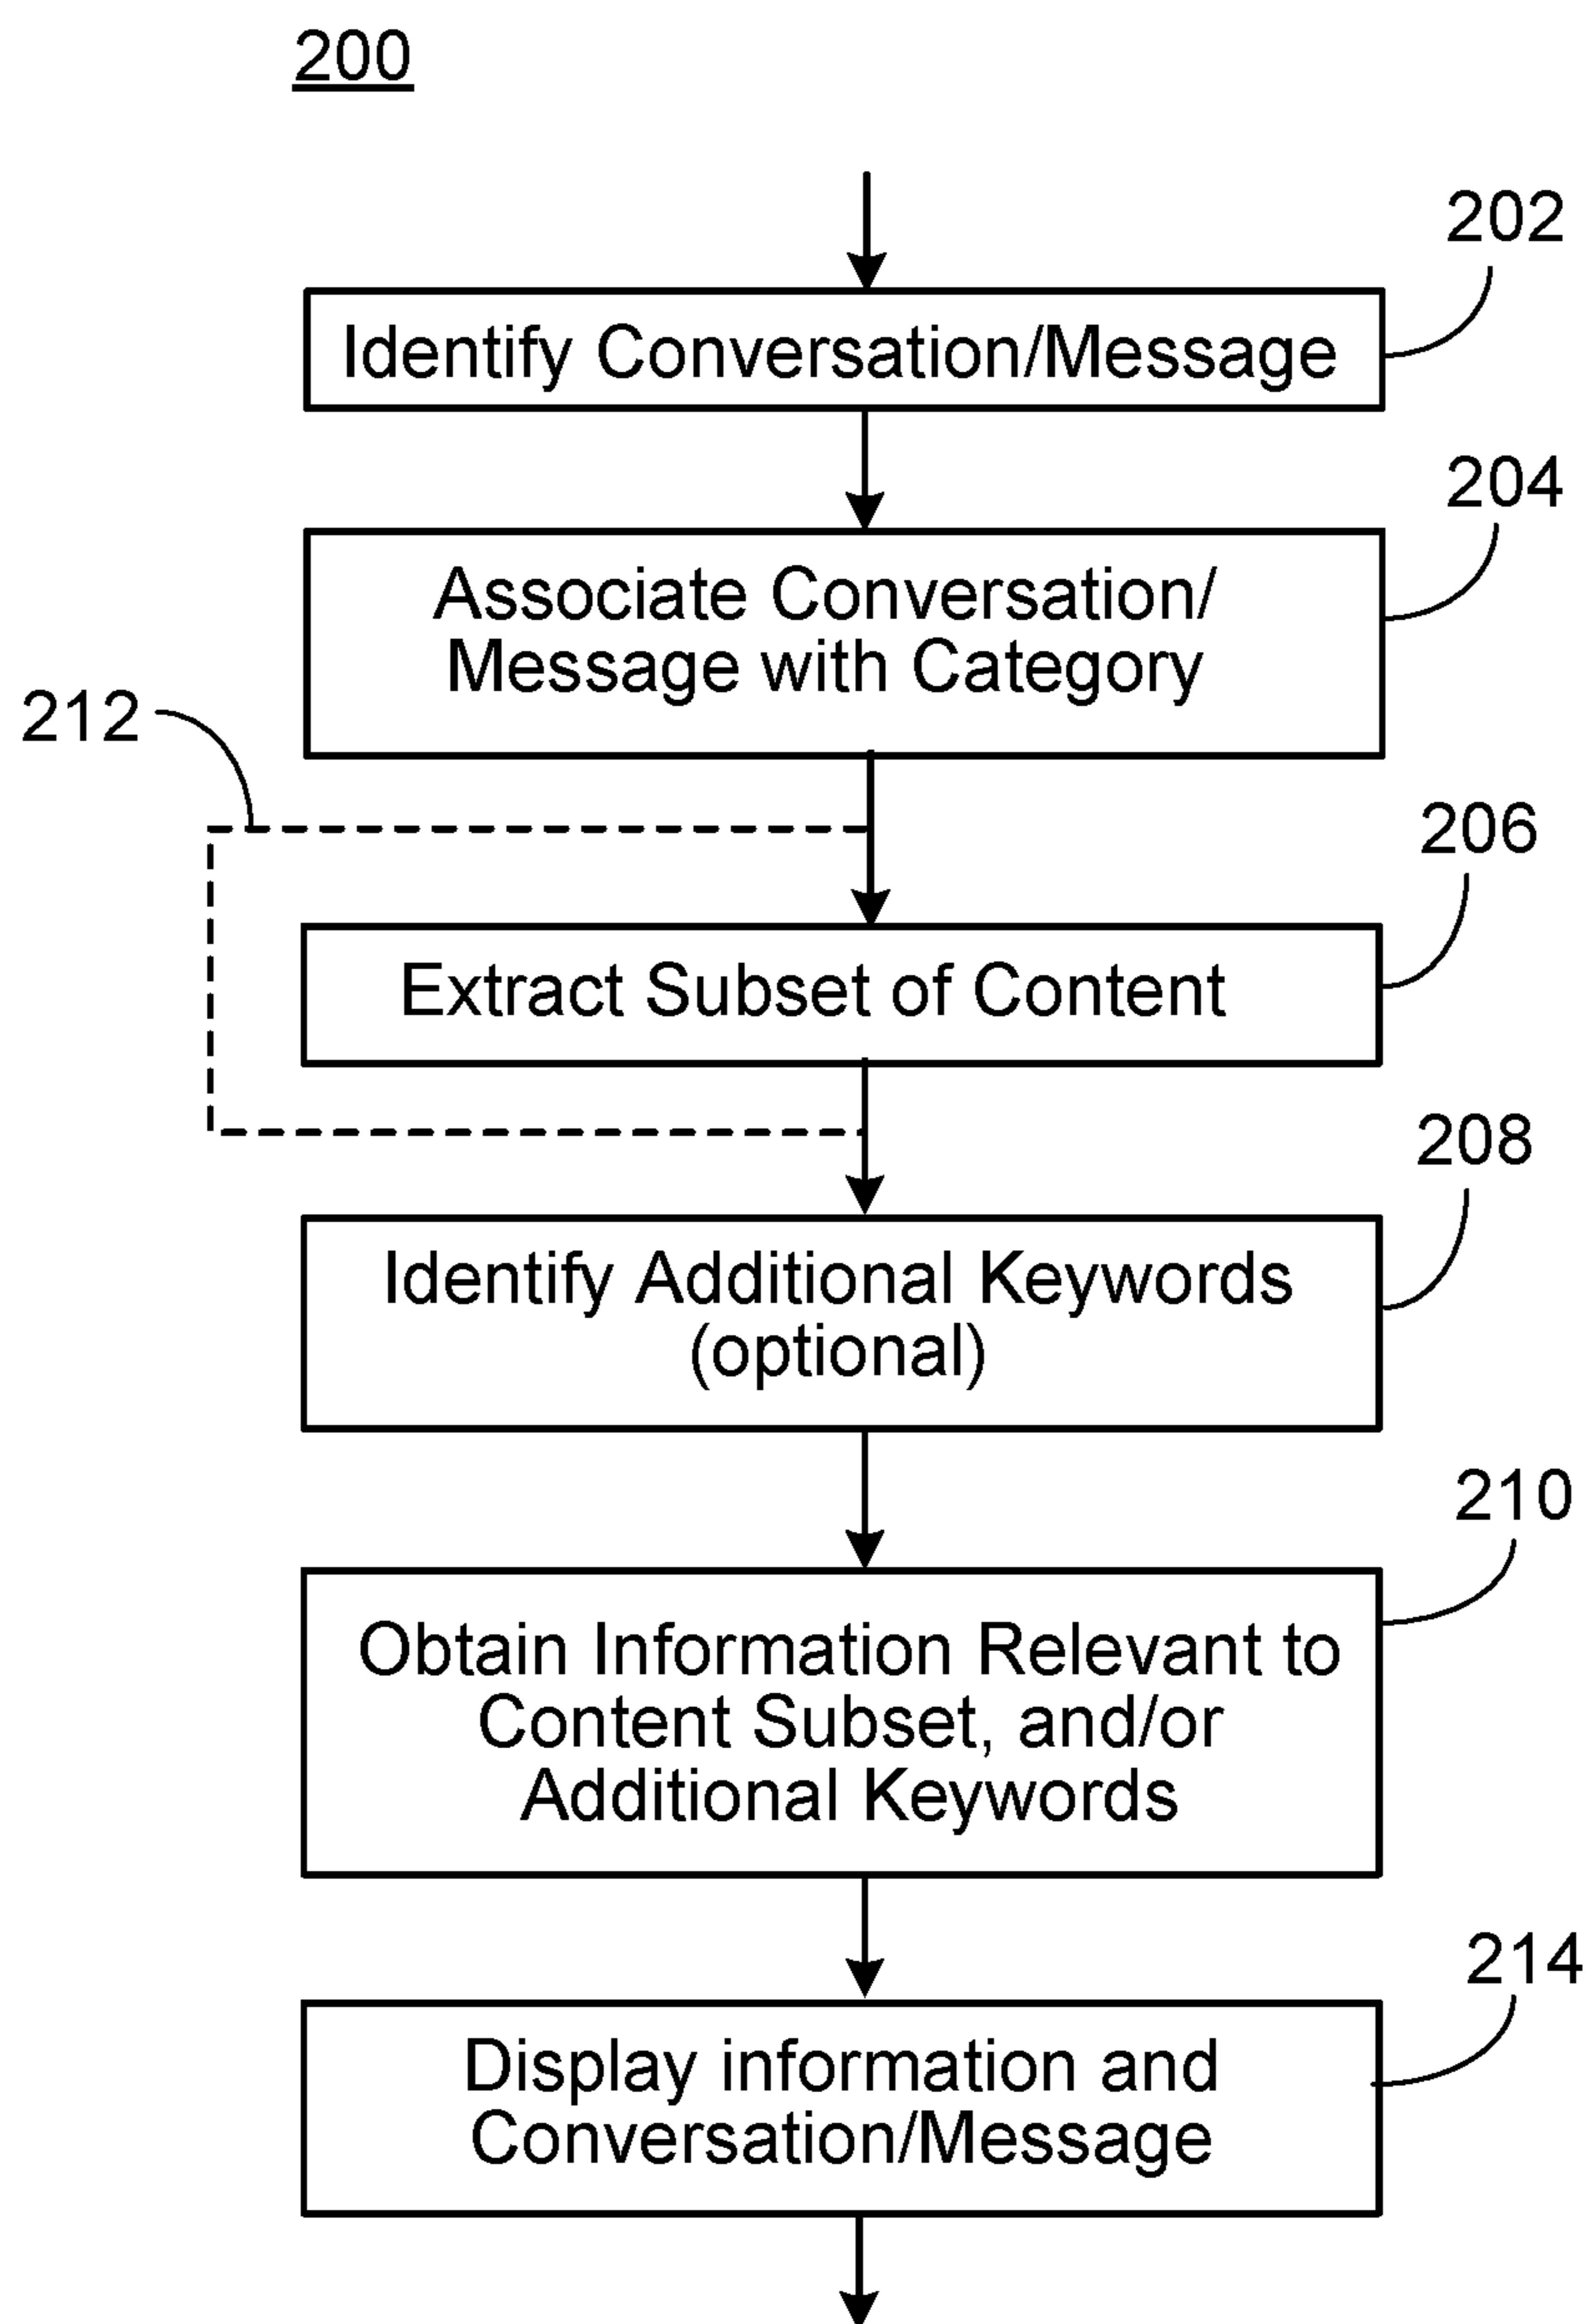 200
202
Identify Conversation/Message
204
Associate Conversation/
Message with Category
212
206
Extract Subset of Content
208
Identify Additional Keywords
(optional)
210
Obtain Information Relevant to
Content Subset, and/or
Additional Keywords
214
Display information and
Conversation/Message